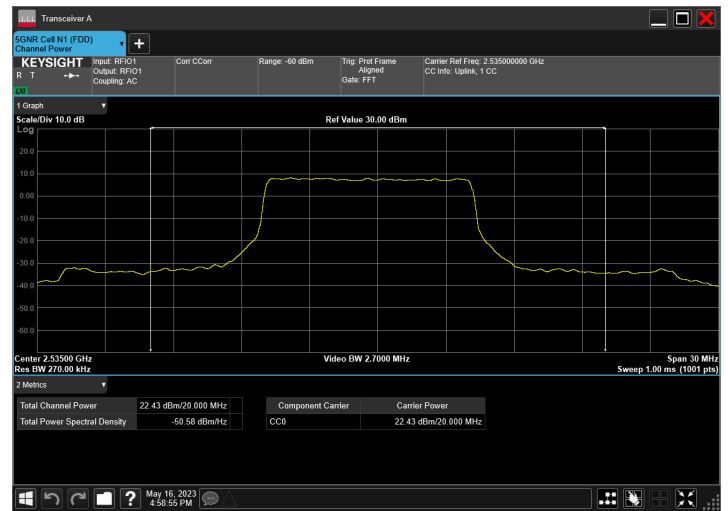 Transceiver A
5GNR Cell N1 (FDD)
Channel Power
KEYSIGHT
R T
LXI
Input: RFIO1
Output: RFIO1
Coupling: AC
Corr CCorr
Range: -60 dBm
Trig: Prot Frame
Aligned
Gate: FFT
Carrier Ref Freq: 2.535000000 GHz
CC Info: Uplink, 1 CC
1 Graph
Scale/Div 10.0 dB
Ref Value 30.00 dBm
Log
20.0
10.0
0.00
-10.0
-20.0
-30.0
-40.0
-50.0
-60.0
Center 2.53500 GHz
Video BW 2.7000 MHz
Span 30 MHz
Res BW 270.00 kHz
Sweep 1.00 ms (1001 pts)
2 Metrics
Total Channel Power 22.43 dBm/20.000 MHz
Total Power Spectral Density -50.58 dBm/Hz
Component Carrier Carrier Power
CC0 22.43 dBm/20.000 MHz
?
May 16, 2023
4:58:55 PM